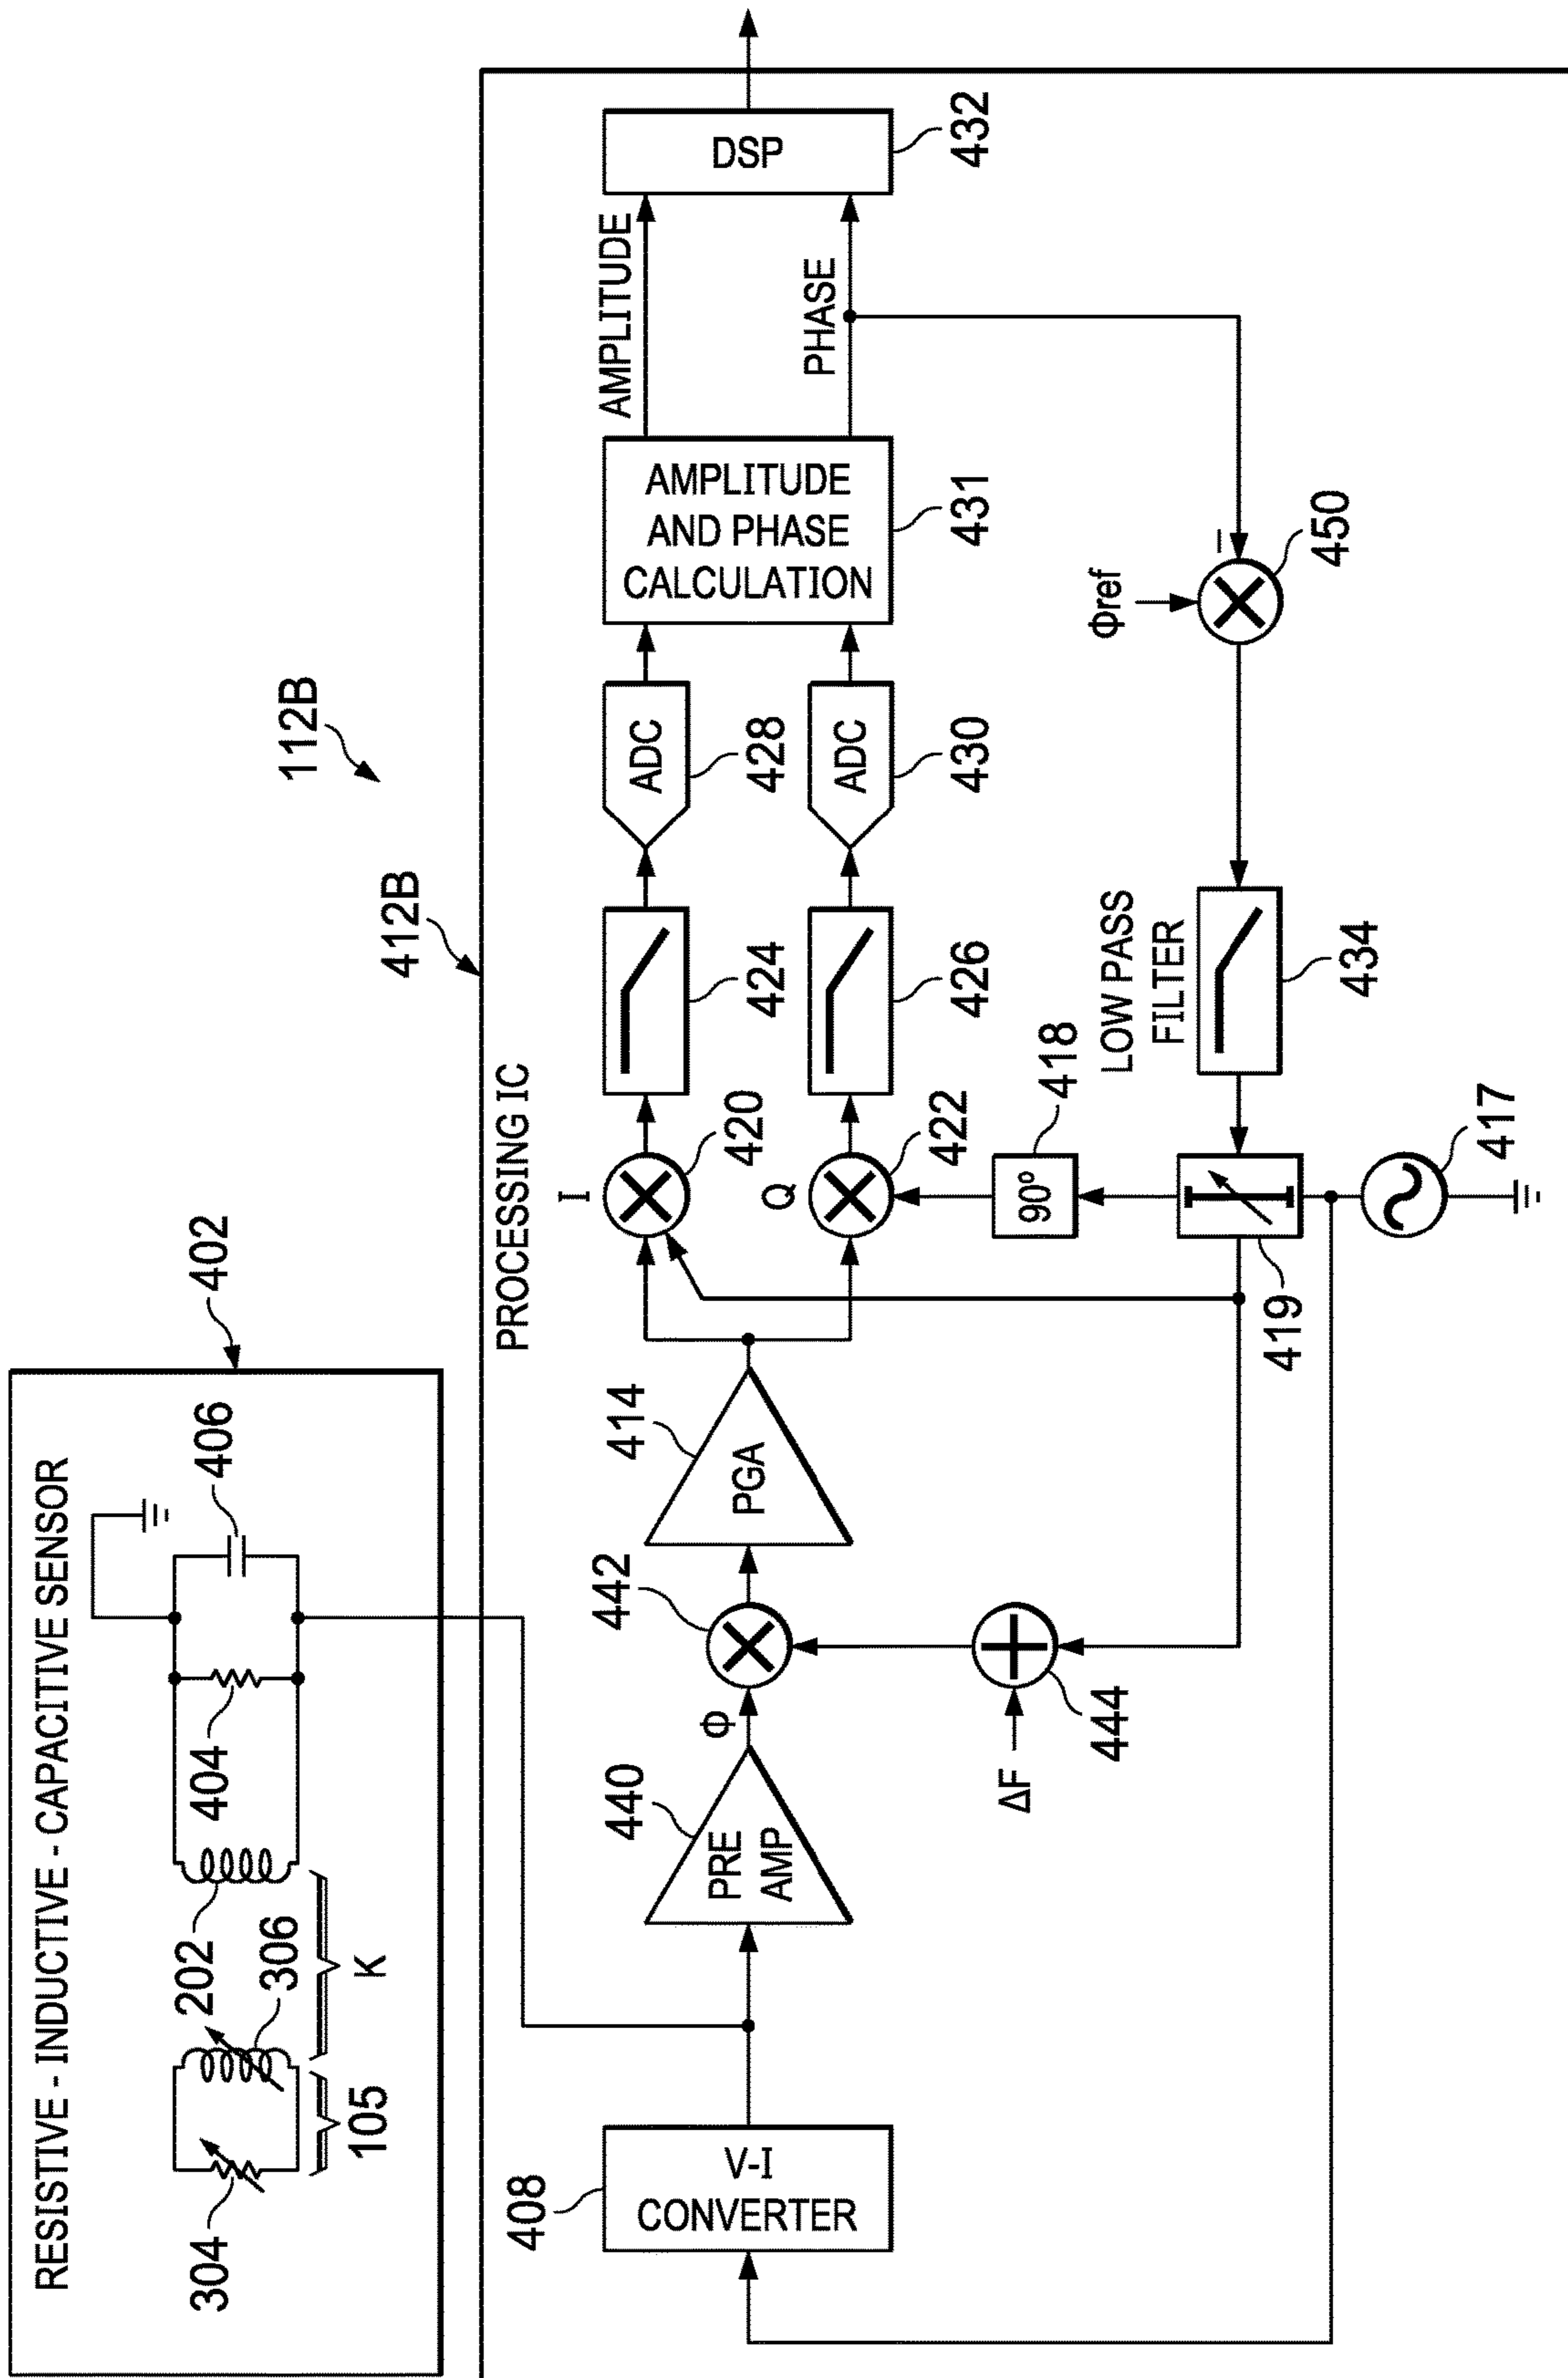 112B
RESISTIVE - INDUCTIVE - CAPACITIVE SENSOR
402
304
105
306
202
K
404
406
412B
PROCESSING IC
V-I
CONVERTER
408
PRE
AMP
440
Φ
442
ΔF
444
PGA
414
I
420
Q
422
90º
418
419
417
424
426
LOW PASS
FILTER
434
ADC
428
ADC
430
AMPLITUDE
AND PHASE
CALCULATION
431
Φref
–
450
AMPLITUDE
PHASE
DSP
432